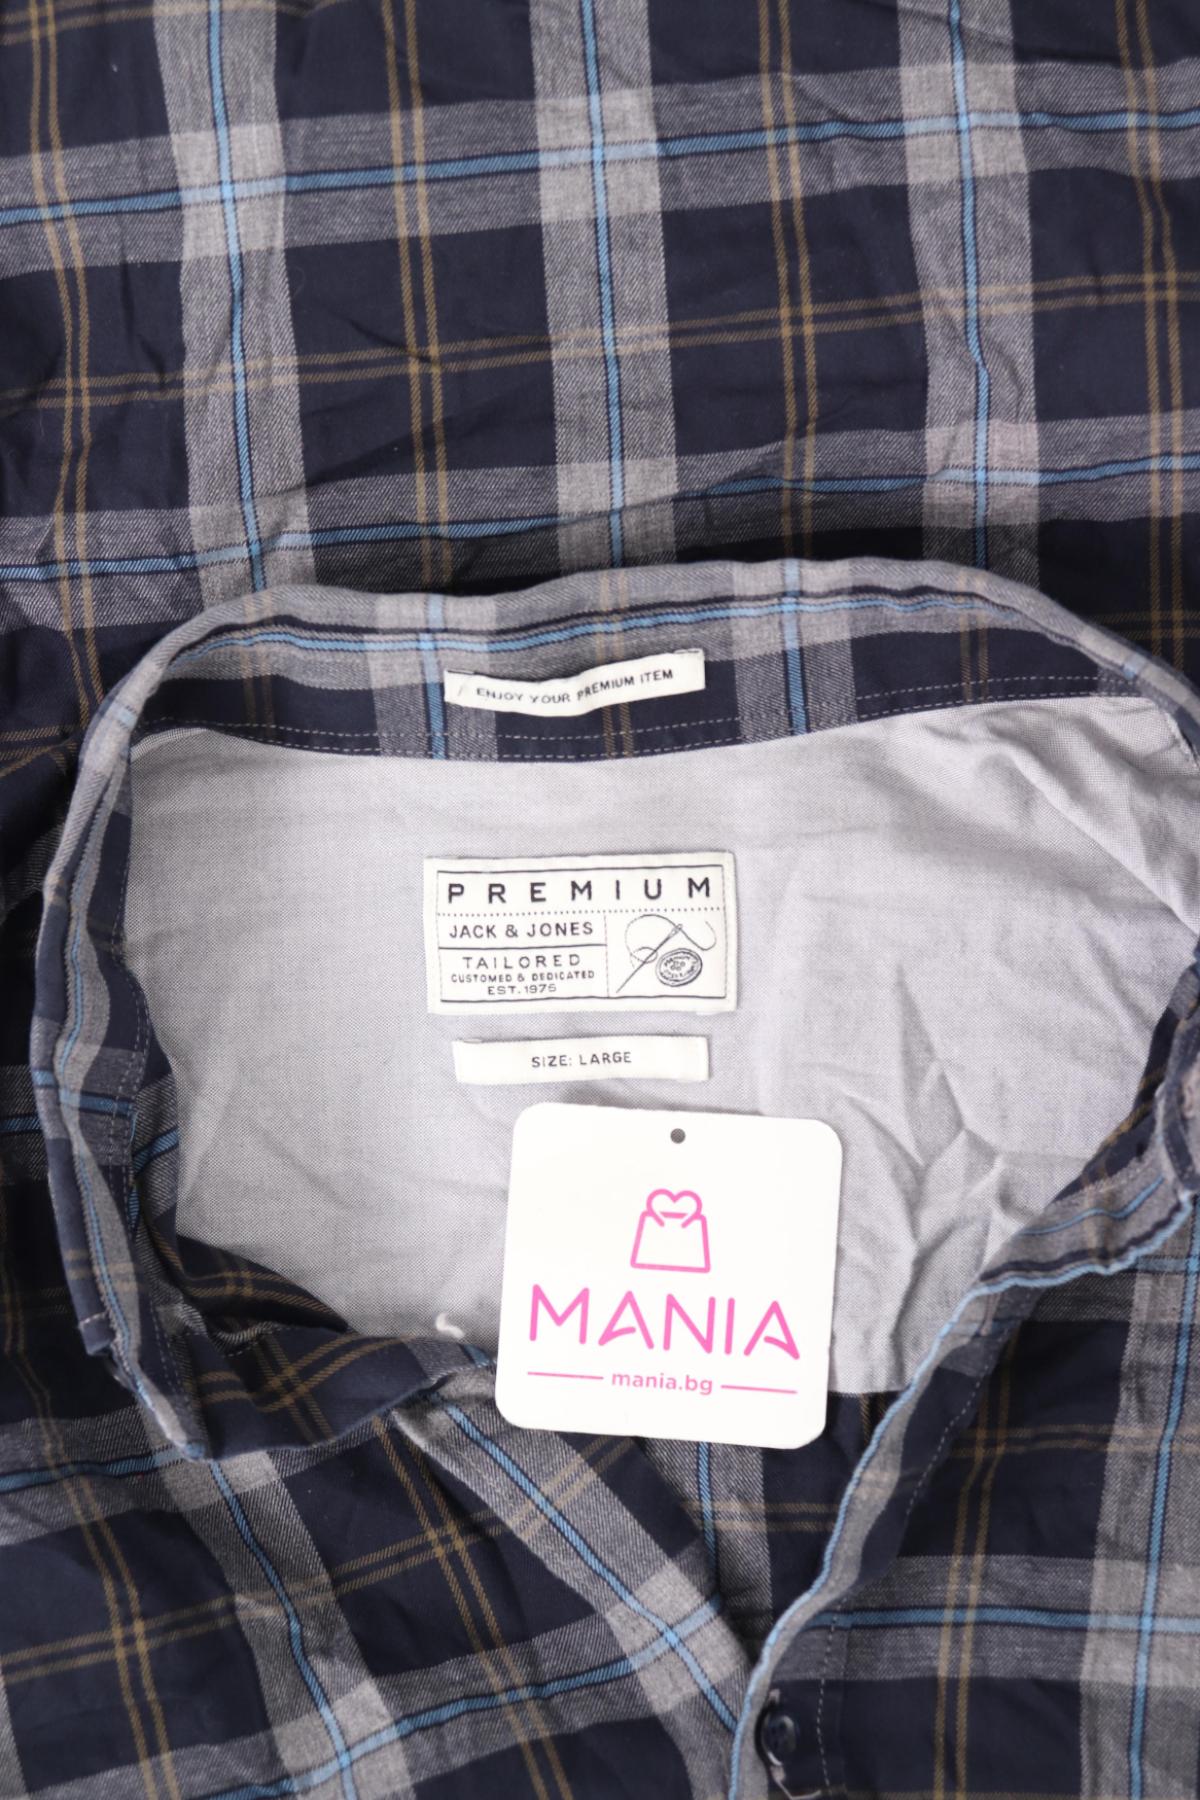 ENJOY YOUR PREMIUM ITEM
PREMIUM
JACK & JONES
TAILORED
CUSTOMED & DEDICATED
EST. 1975
SIZE: LARGE
MANIA
mania.bg